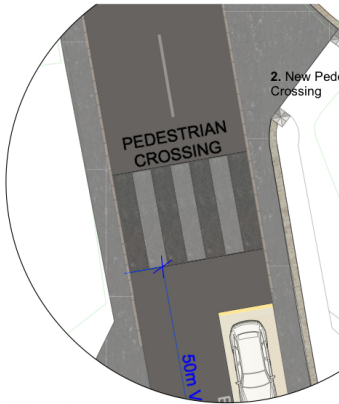 2. New Pede
Crossing
PEDESTRIAN
CROSSING
50m V